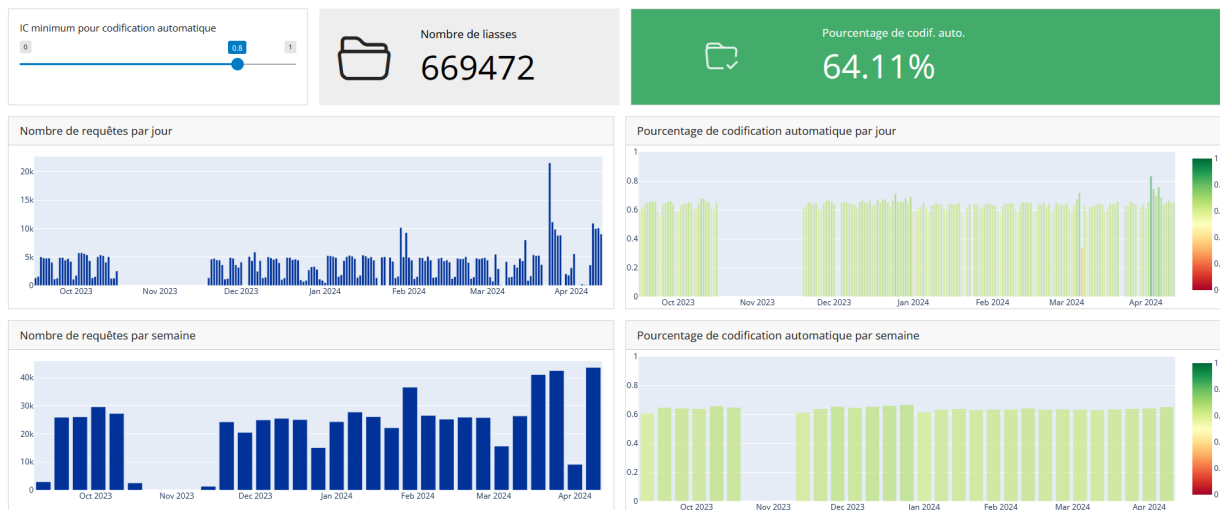 IC minimum pour codification automatique
0 0.8 1
Nombre de liasses
669472
Pourcentage de codif. auto.
64.11%
Nombre de requêtes par jour
20k
15k
10k
5k
0
Oct 2023 Nov 2023 Dec 2023 Jan 2024 Feb 2024 Mar 2024 Apr 2024
Pourcentage de codification automatique par jour
1
0.8
0.6
0.4
0.2
0
Oct 2023 Nov 2023 Dec 2023 Jan 2024 Feb 2024 Mar 2024 Apr 2024
1
0
Nombre de requêtes par semaine
40k
30k
20k
10k
0
Oct 2023 Nov 2023 Dec 2023 Jan 2024 Feb 2024 Mar 2024 Apr 2024
Pourcentage de codification automatique par semaine
1
0.8
0.6
0.4
0.2
0
Oct 2023 Nov 2023 Dec 2023 Jan 2024 Feb 2024 Mar 2024 Apr 2024
1
0